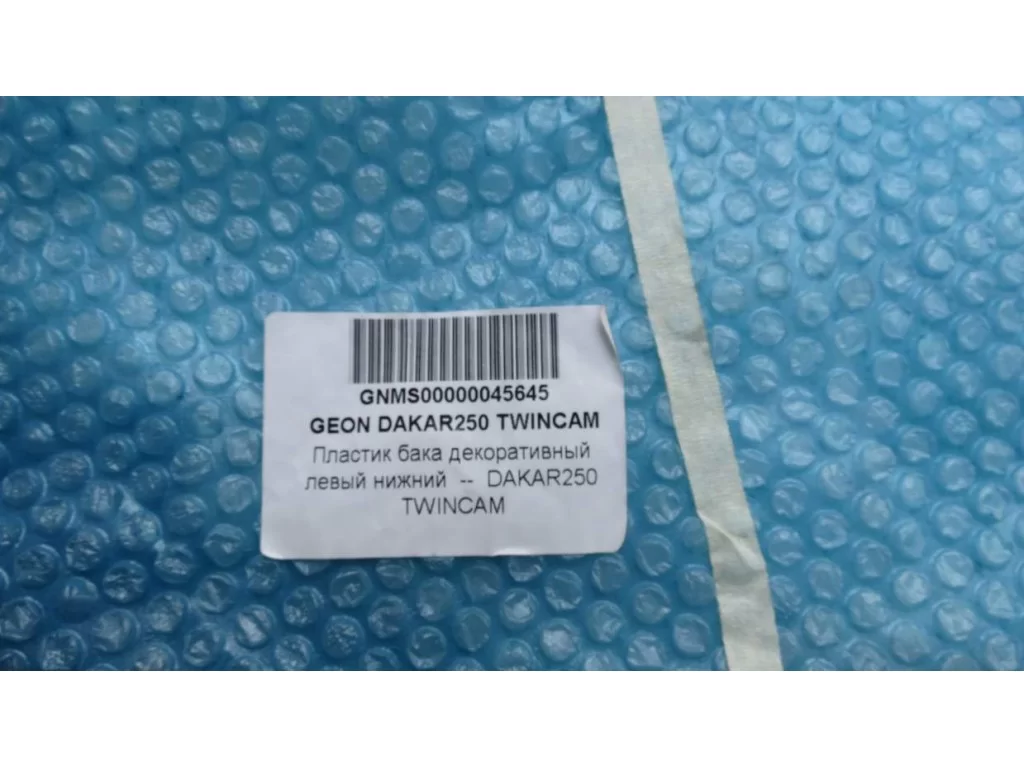 GNMS00000045645
GEON DAKAR250 TWINCAM
Пластик бака декоративный
левый нижний -- DAKAR250
TWINCAM